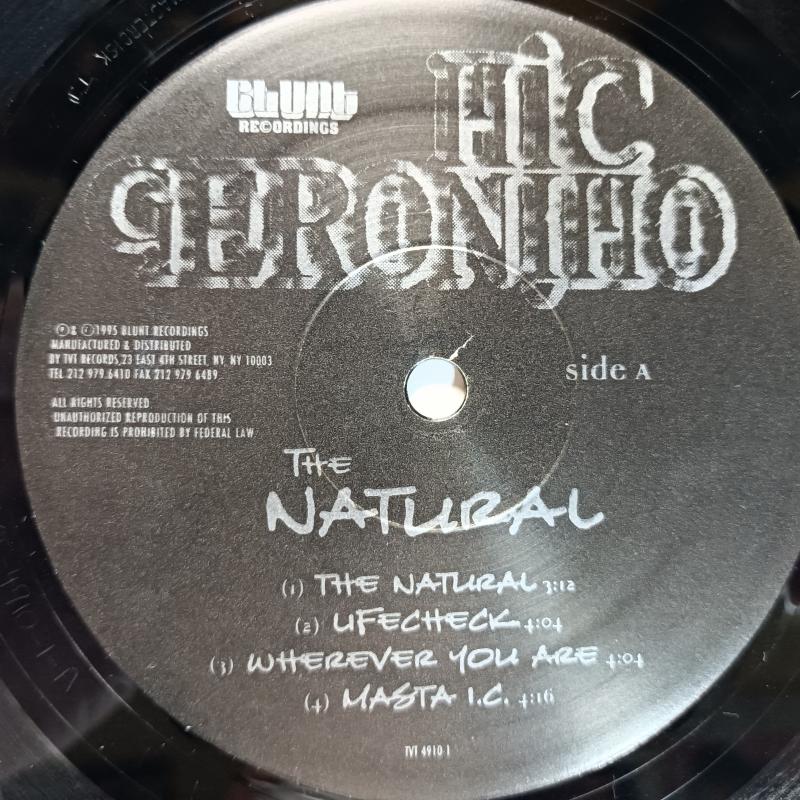 BLUNT
RECORDINGS
MIC
GERONIMO
℗ & © 1995 BLUNT RECORDINGS
MANUFACTURED & DISTRIBUTED
BY TVT RECORDS, 23 EAST 4TH STREET, NY, NY 10003
TEL 212 979 6410 FAX 212 979 6489
ALL RIGHTS RESERVED
UNAUTHORIZED REPRODUCTION OF THIS
RECORDING IS PROHIBITED BY FEDERAL LAW
side A
THE
NATURAL
(1) THE NATURAL 3:12
(2) LIFECHECK 4:04
(3) WHEREVER YOU ARE 4:04
(4) MASTA I.C. 4:16
TVT 4910 1